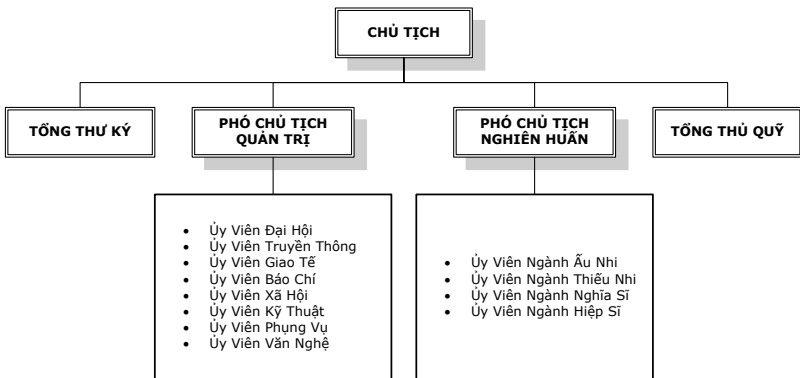 CHỦ TỊCH
TỔNG THƯ KÝ
PHÓ CHỦ TỊCH
QUẢN TRỊ
PHÓ CHỦ TỊCH
NGHIÊN HUẤN
TỔNG THỦ QUỸ
• Ủy Viên Đại Hội
• Ủy Viên Truyền Thông
• Ủy Viên Giao Tế
• Ủy Viên Báo Chí
• Ủy Viên Xã Hội
• Ủy Viên Kỹ Thuật
• Ủy Viên Phụng Vụ
• Ủy Viên Văn Nghệ
• Ủy Viên Ngành Ấu Nhi
• Ủy Viên Ngành Thiếu Nhi
• Ủy Viên Ngành Nghĩa Sĩ
• Ủy Viên Ngành Hiệp Sĩ